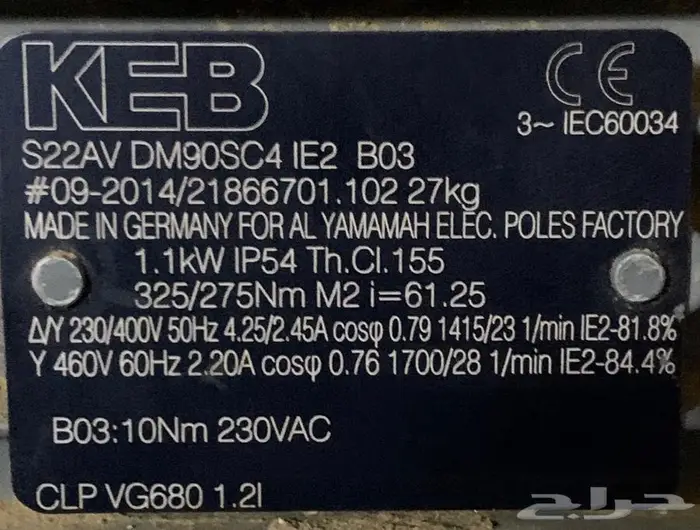 KEB
CE
3~ IEC60034
S22AV DM90SC4 IE2 B03
#09-2014/21866701.102 27kg
MADE IN GERMANY FOR AL YAMAMAH ELEC. POLES FACTORY
1.1kW IP54 Th.Cl.155
325/275Nm M2 i=61.25
Δ/Y 230/400V 50Hz 4.25/2.45A cosφ 0.79 1415/23 1/min IE2-81.8%
Y 460V 60Hz 2.20A cosφ 0.76 1700/28 1/min IE2-84.4%
B03:10Nm 230VAC
CLP VG680 1.2l
حراج